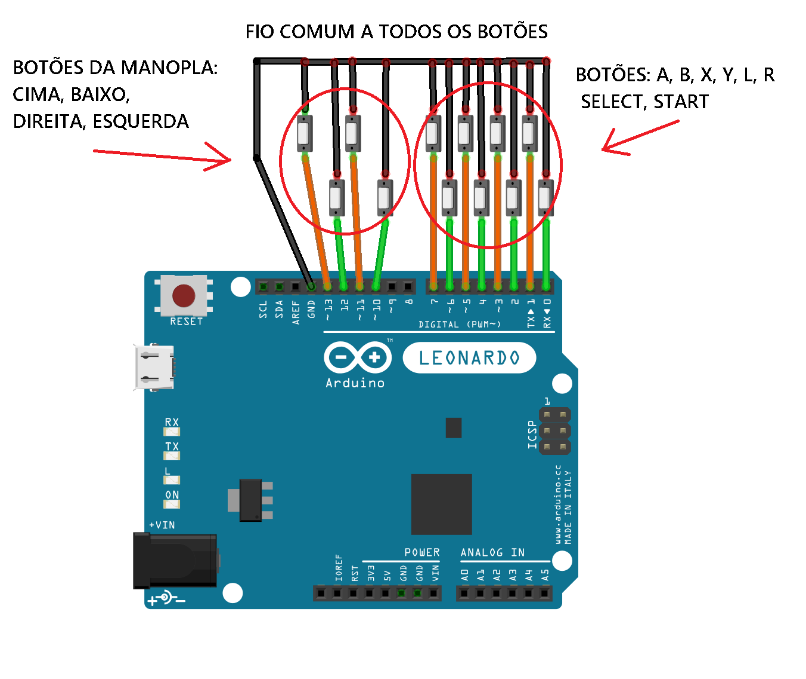 FIO COMUM A TODOS OS BOTÕES
BOTÕES DA MANOPLA:
CIMA, BAIXO,
DIREITA, ESQUERDA
BOTÕES: A, B, X, Y, L, R
SELECT, START
RESET
SCL
SDA
AREF
GND
~13
12
~11
~10
~9
8
7
~6
~5
4
~3
2
TX▶ 1
RX◀ 0
DIGITAL (PWM~)
in
LEONARDO
Arduino
RX
TX
L
ON
+VIN
1
ICSP
www.arduino.cc
MADE IN ITALY
POWER
ANALOG IN
IOREF
RST
3V3
5V
GND
GND
VIN
A0
A1
A2
A3
A4
A5